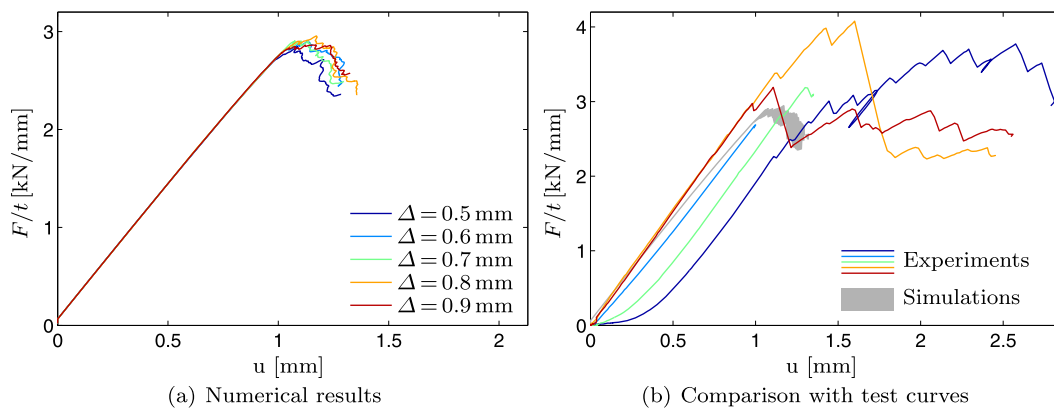 3
2
1
0
F/t [kN/mm]
0
0.5
1
1.5
2
u [mm]
Δ = 0.5 mm
Δ = 0.6 mm
Δ = 0.7 mm
Δ = 0.8 mm
Δ = 0.9 mm
(a) Numerical results
4
3
2
1
0
F/t [kN/mm]
0
0.5
1
1.5
2
2.5
u [mm]
Experiments
Simulations
(b) Comparison with test curves